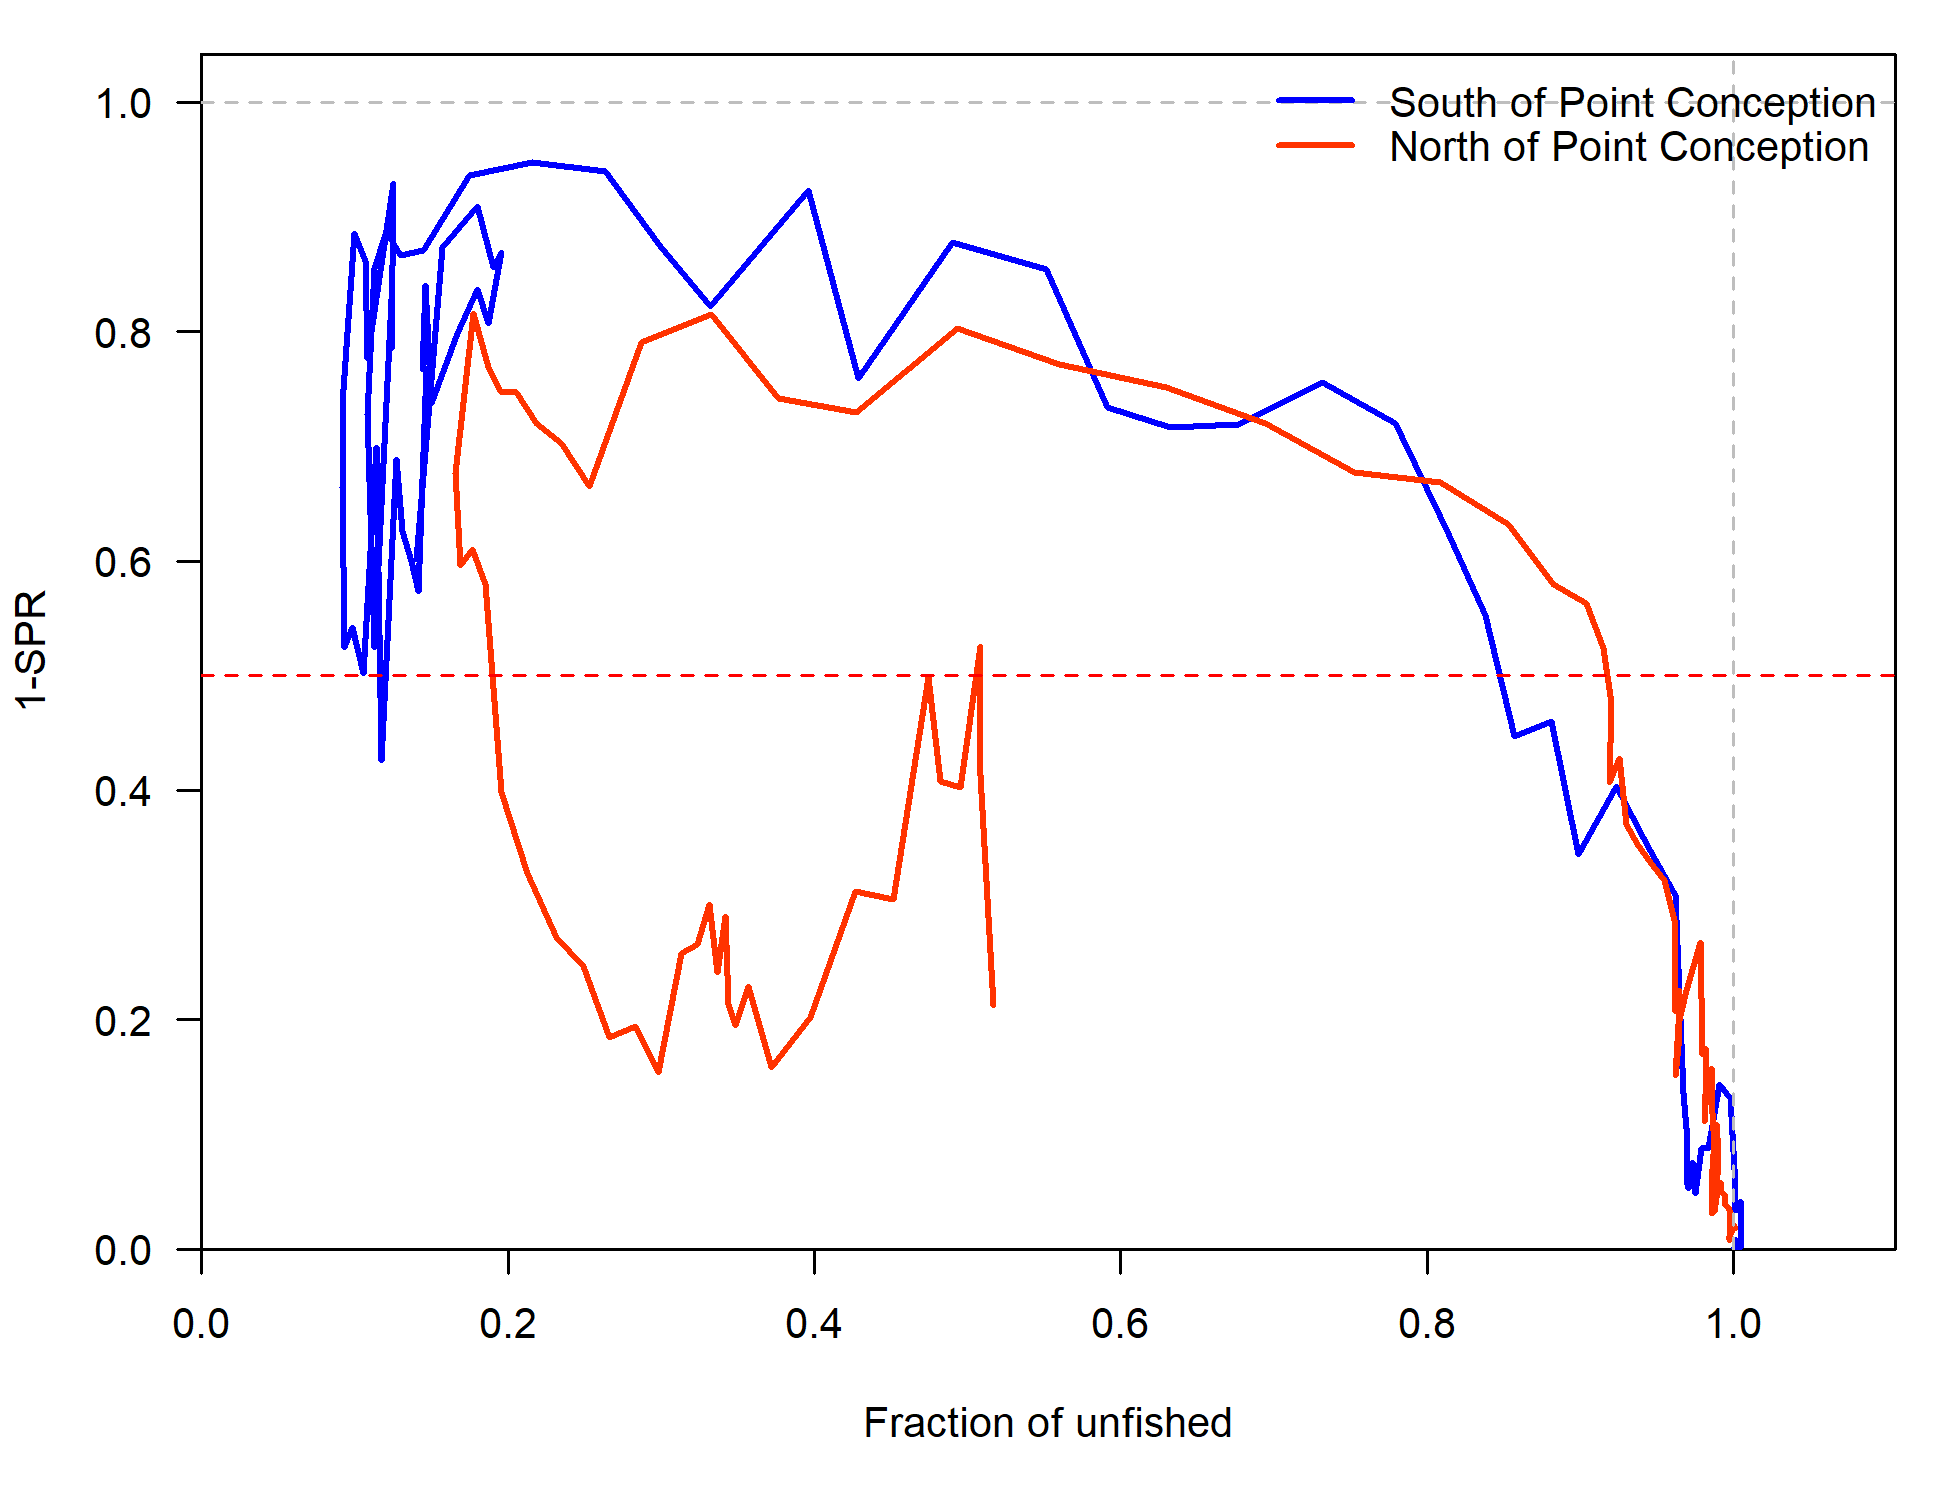 South of Point Conception
North of Point Conception
1.0
0.8
0.6
0.4
0.2
0.0
1-SPR
0.0 0.2 0.4 0.6 0.8 1.0
Fraction of unfished